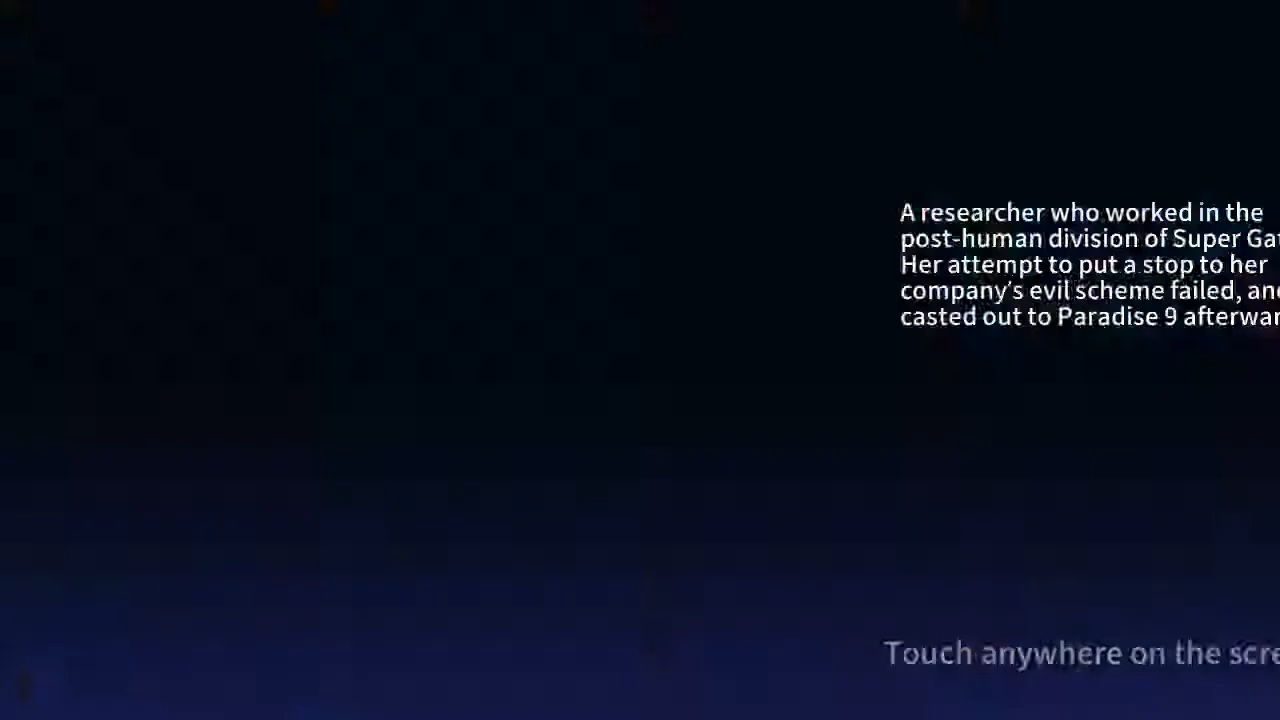 A researcher who worked in the
post-human division of Super
Her attempt to put a stop to her
company's evil scheme failed,
casted out to Paradise 9
Touch anywhere on the